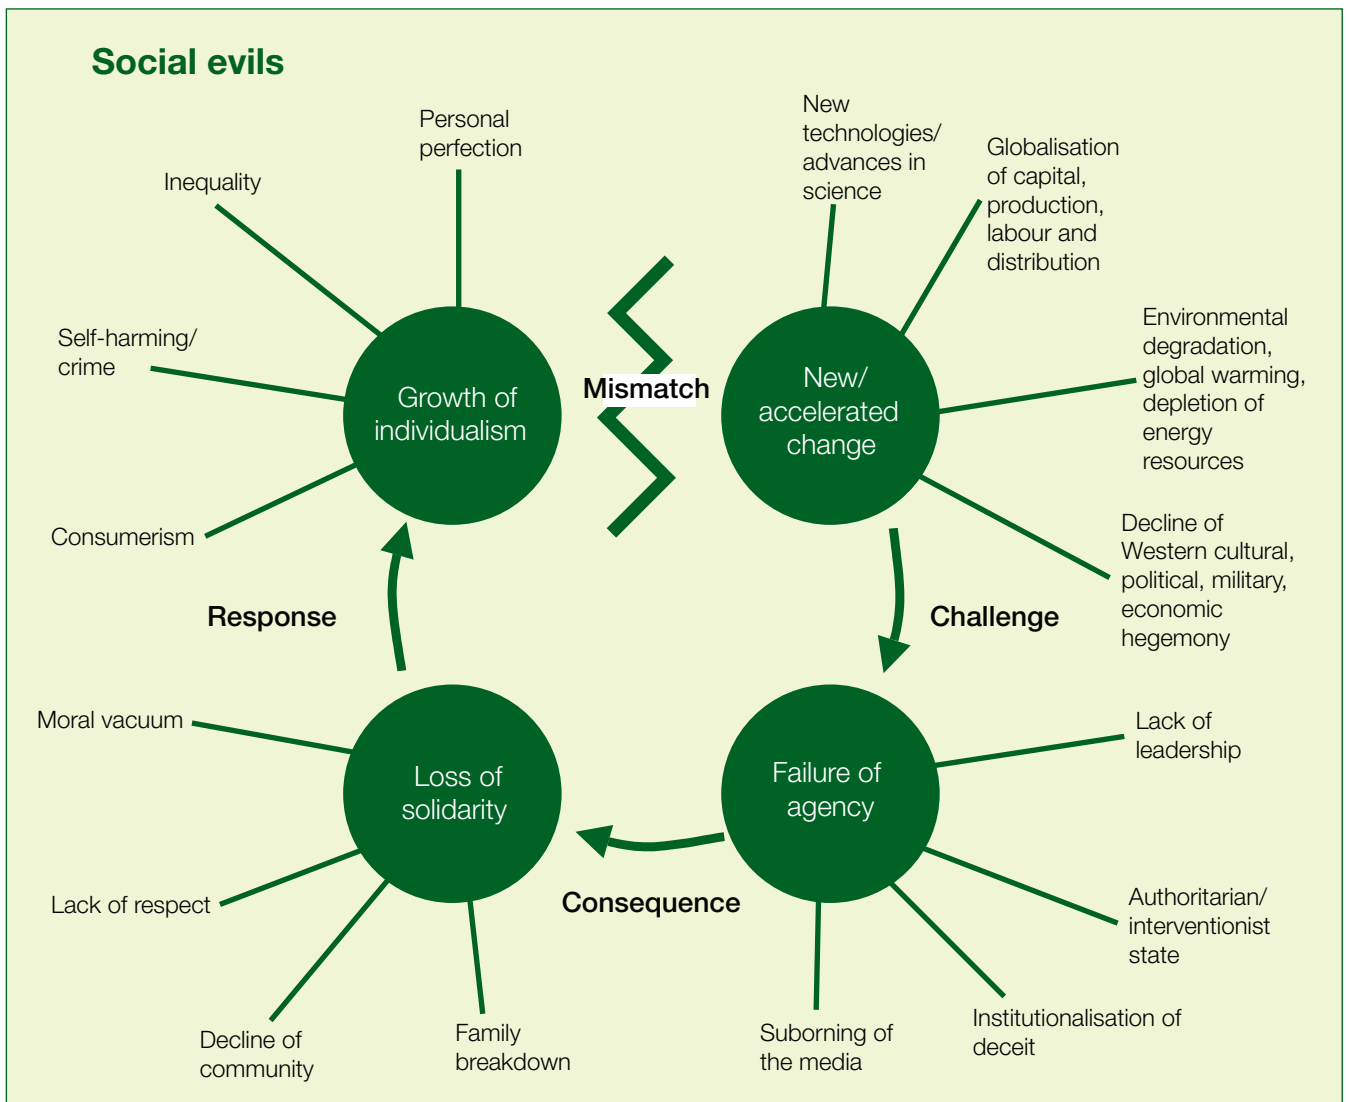 Social evils
Personal
perfection
Inequality
Self-harming/
crime
Consumerism
Growth of
individualism
Mismatch
New
technologies/
advances in
science
Globalisation
of capital,
production,
labour and
distribution
Environmental
degradation,
global warming,
depletion of
energy
resources
Decline of
Western cultural,
political, military,
economic
hegemony
New/
accelerated
change
Response
Challenge
Moral vacuum
Lack of respect
Decline of
community
Family
breakdown
Loss of
solidarity
Consequence
Failure of
agency
Lack of
leadership
Authoritarian/
interventionist
state
Institutionalisation of
deceit
Suborning of
the media